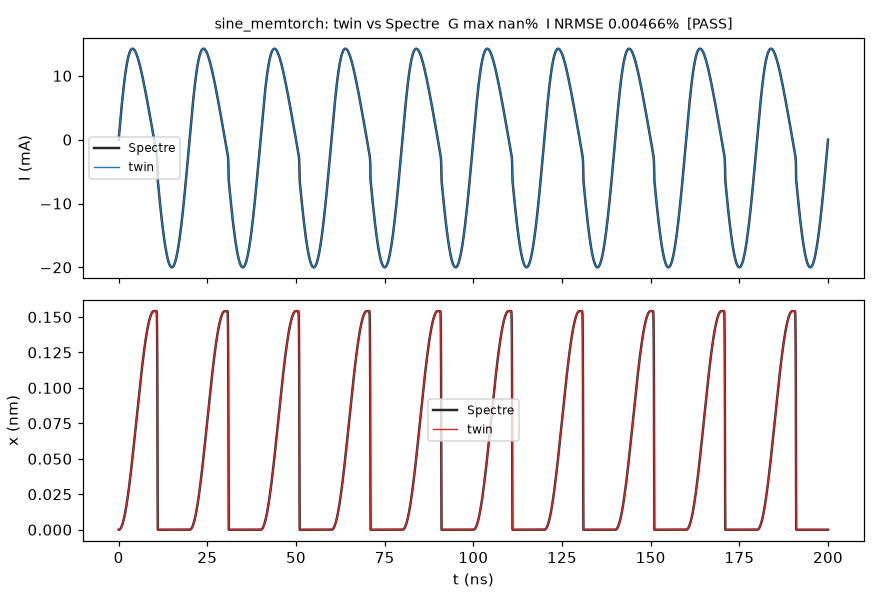 sine_memtorch: twin vs Spectre  G max nan%  I NRMSE 0.00466%  [PASS]
10
0
−10
−20
I (mA)
Spectre
twin
0.150
0.125
0.100
0.075
0.050
0.025
0.000
x (nm)
Spectre
twin
0
25
50
75
100
125
150
175
200
t (ns)